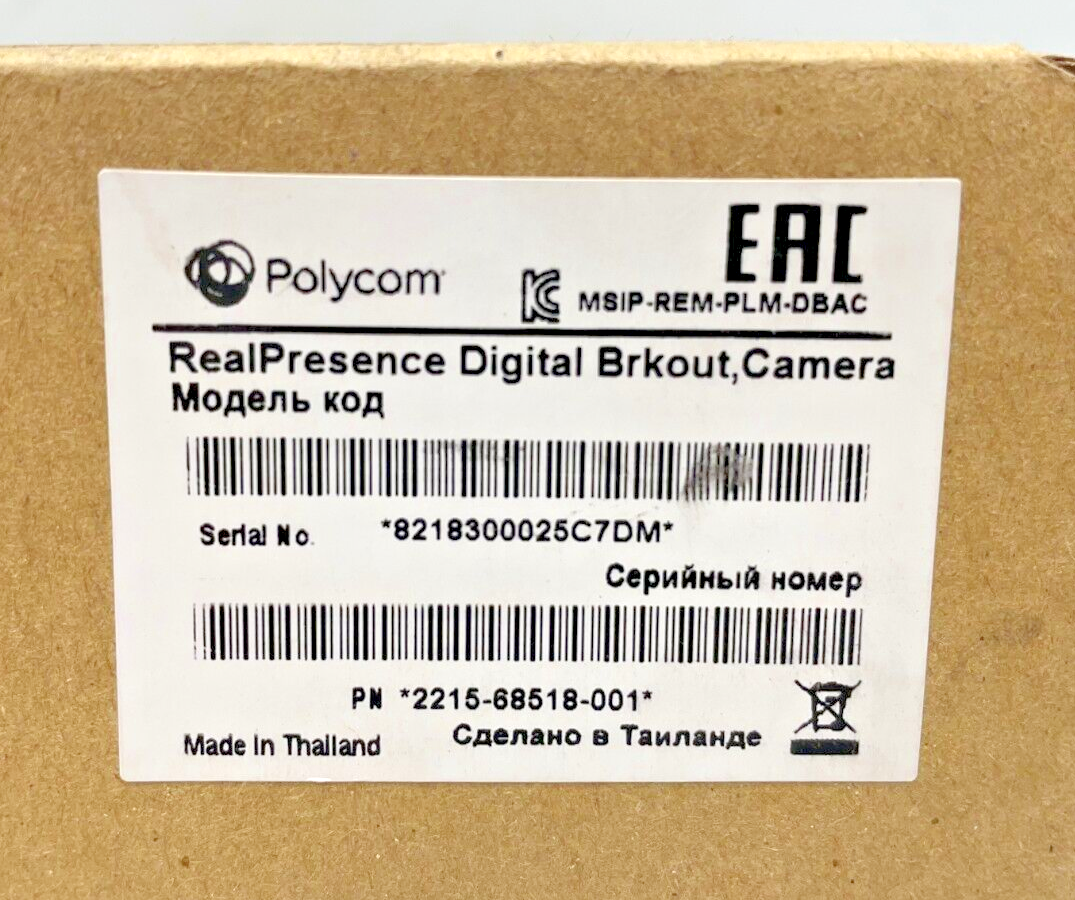 EAC
Polycom
KC MSIP-REM-PLM-DBAC
RealPresence Digital Brkout,Camera
Модель код
Serial No. *8218300025C7DM*
Серийный номер
PN *2215-68518-001*
Made In Thailand Сделано в Таиланде